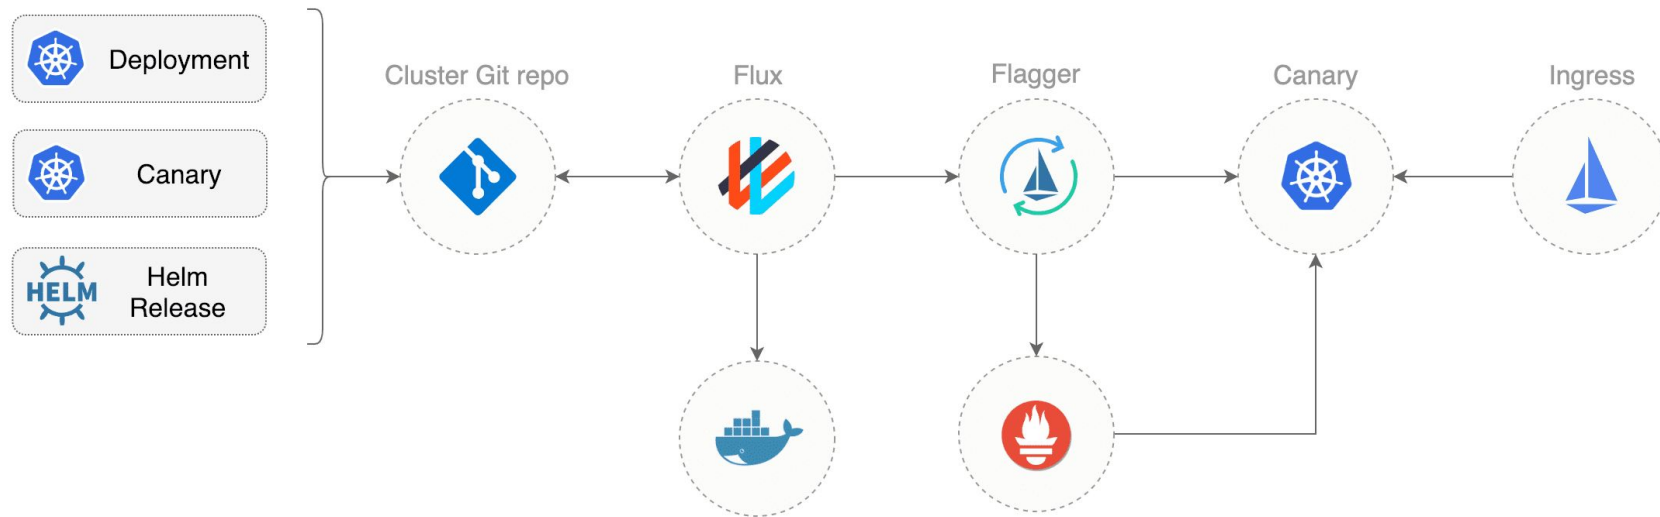 Deployment
Canary
HELM
Helm
Release
Cluster Git repo
Flux
Flagger
Canary
Ingress